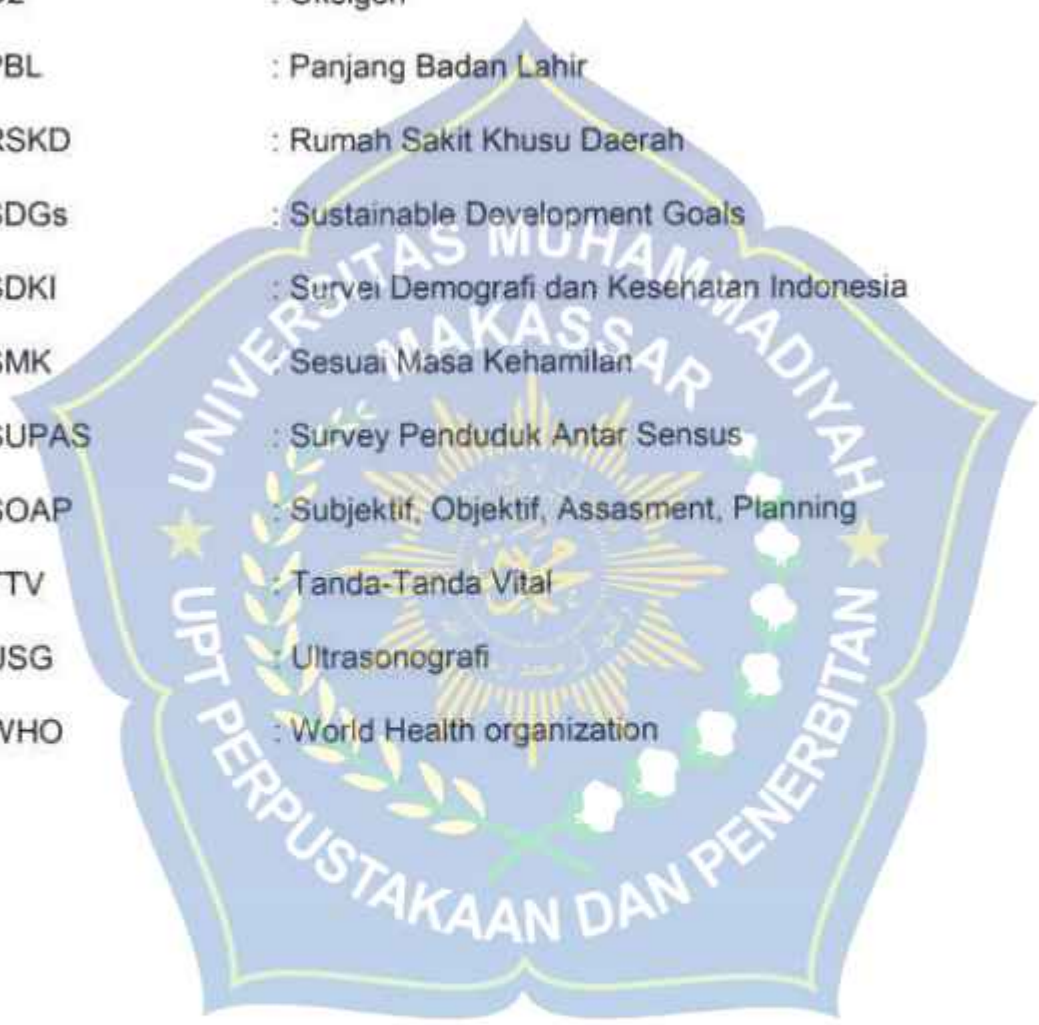 O2 : Oksigen
PBL : Panjang Badan Lahir
RSKD : Rumah Sakit Khusu Daerah
SDGs : Sustainable Development Goals
SDKI : Survei Demografi dan Kesehatan Indonesia
SMK : Sesuai Masa Kehamilan
SUPAS : Survey Penduduk Antar Sensus
SOAP : Subjektif, Objektif, Assasment, Planning
TTV : Tanda-Tanda Vital
USG : Ultrasonografi
WHO : World Health organization
UNIVERSITAS MUHAMMADIYAH
MAKASSAR
UPT PERPUSTAKAAN DAN PENERBITAN